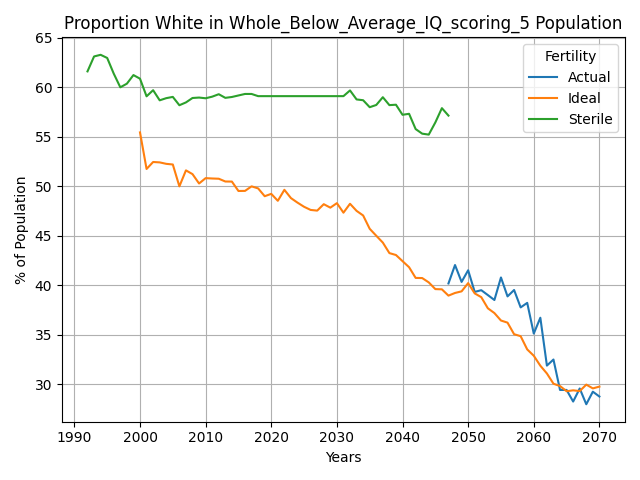 Proportion White in Whole_Below_Average_IQ_scoring_5 Population
% of Population
65
60
55
50
45
40
35
30
Fertility
Actual
Ideal
Sterile
1990
2000
2010
2020
2030
2040
2050
2060
2070
Years